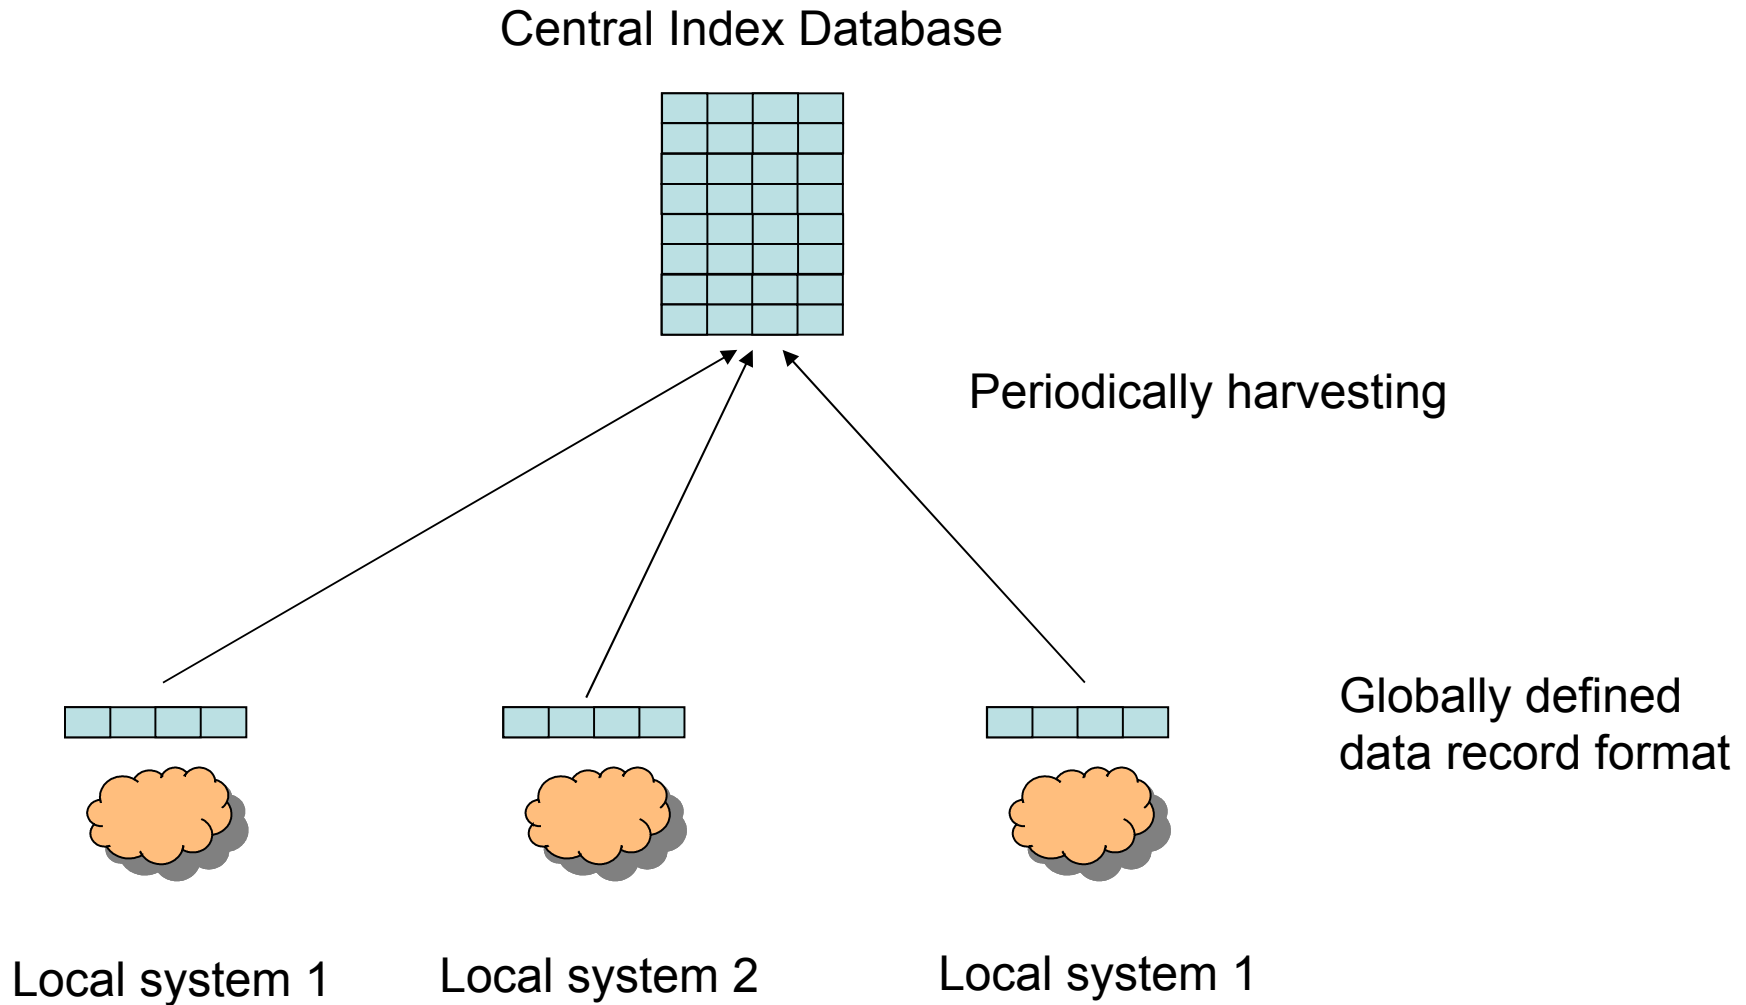 Central Index Database
Periodically harvesting
Globally defined
data record format
Local system 1
Local system 2
Local system 1